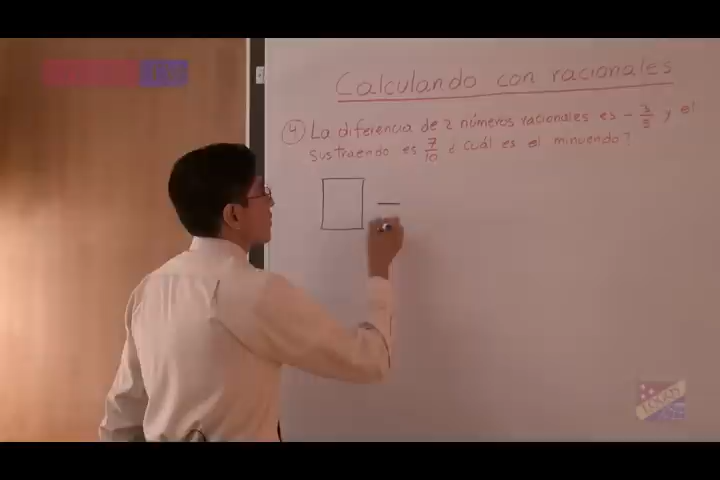 Calculando con racionales
4 La diferencia de 2 números racionales es - 3/5 y el
sustraendo es 7/10 ¿ cuál es el minuendo?